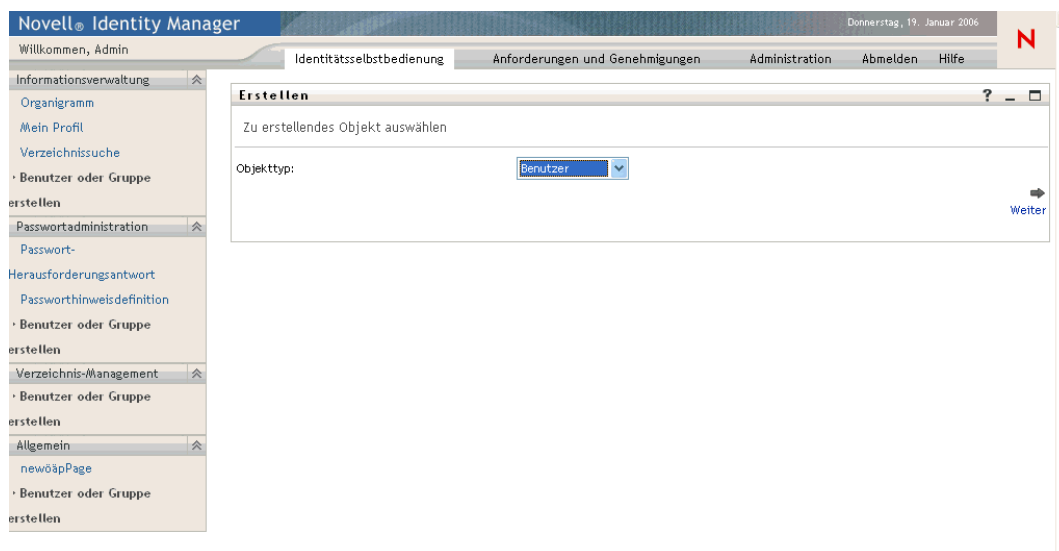 Novell® Identity Manager
Donnerstag, 19. Januar 2006
N
Willkommen, Admin
Identitätsselbstbedienung Anforderungen und Genehmigungen Administration Abmelden Hilfe
Informationsverwaltung
Organigramm
Mein Profil
Verzeichnissuche
· Benutzer oder Gruppe
erstellen
Passwortadministration
Passwort-
Herausforderungsantwort
Passworthinweisdefinition
· Benutzer oder Gruppe
erstellen
Verzeichnis-Management
· Benutzer oder Gruppe
erstellen
Allgemein
newöäpPage
· Benutzer oder Gruppe
erstellen
Erstellen ?
Zu erstellendes Objekt auswählen
Objekttyp: Benutzer
Weiter